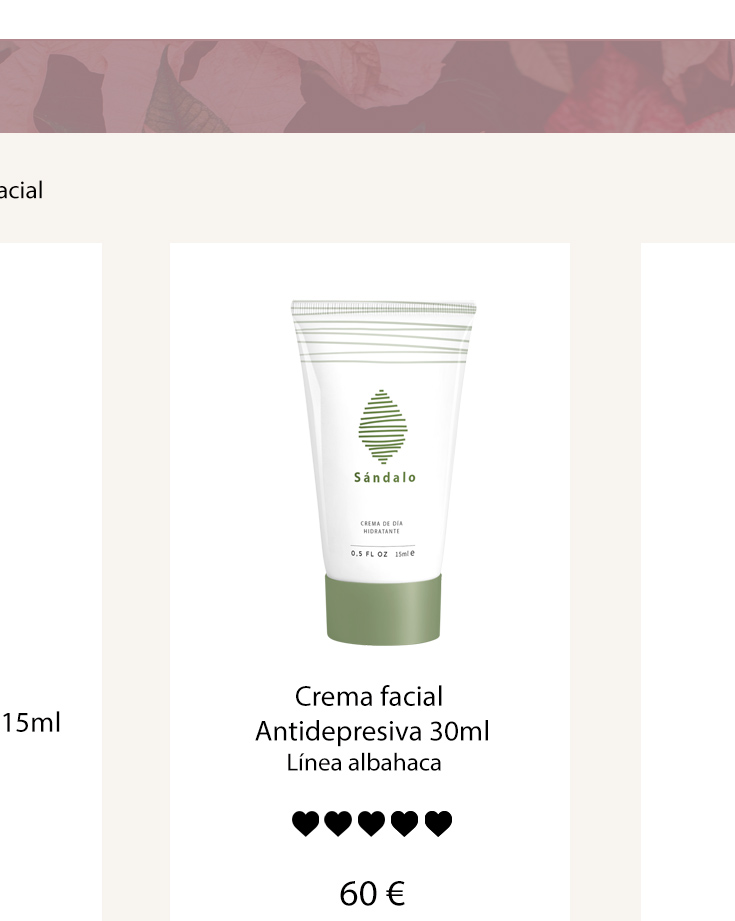 acial
Sándalo
CREMA DE DÍA
HIDRATANTE
0.5 FL OZ 15ml e
15ml
Crema facial
Antidepresiva 30ml
Línea albahaca
60 €